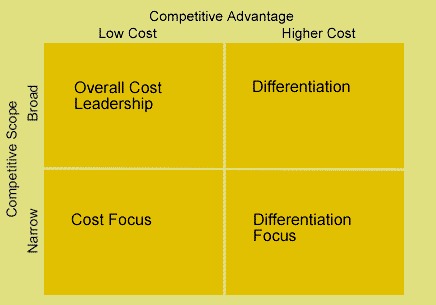 Competitive Advantage
Low Cost Higher Cost
Competitive Scope
Broad
Overall Cost
Leadership
Differentiation
Narrow
Cost Focus
Differentiation
Focus